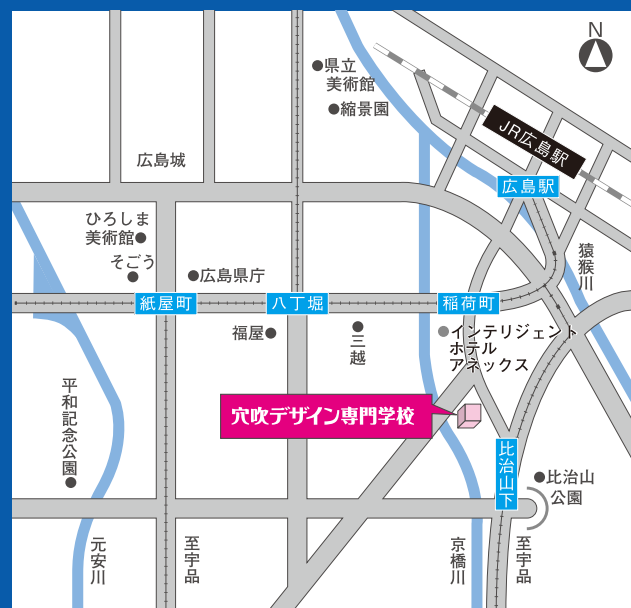 N
●県立
美術館
●縮景園
JR広島駅
広島城
広島駅
ひろしま
美術館●
そごう
●
●広島県庁
猿猴川
紙屋町
八丁堀
稲荷町
福屋●
●
三越
●インテリジェント
ホテル
アネックス
平和記念公園
●
穴吹デザイン専門学校
比治山下
●比治山
公園
元安川
至宇品
京橋川
至宇品